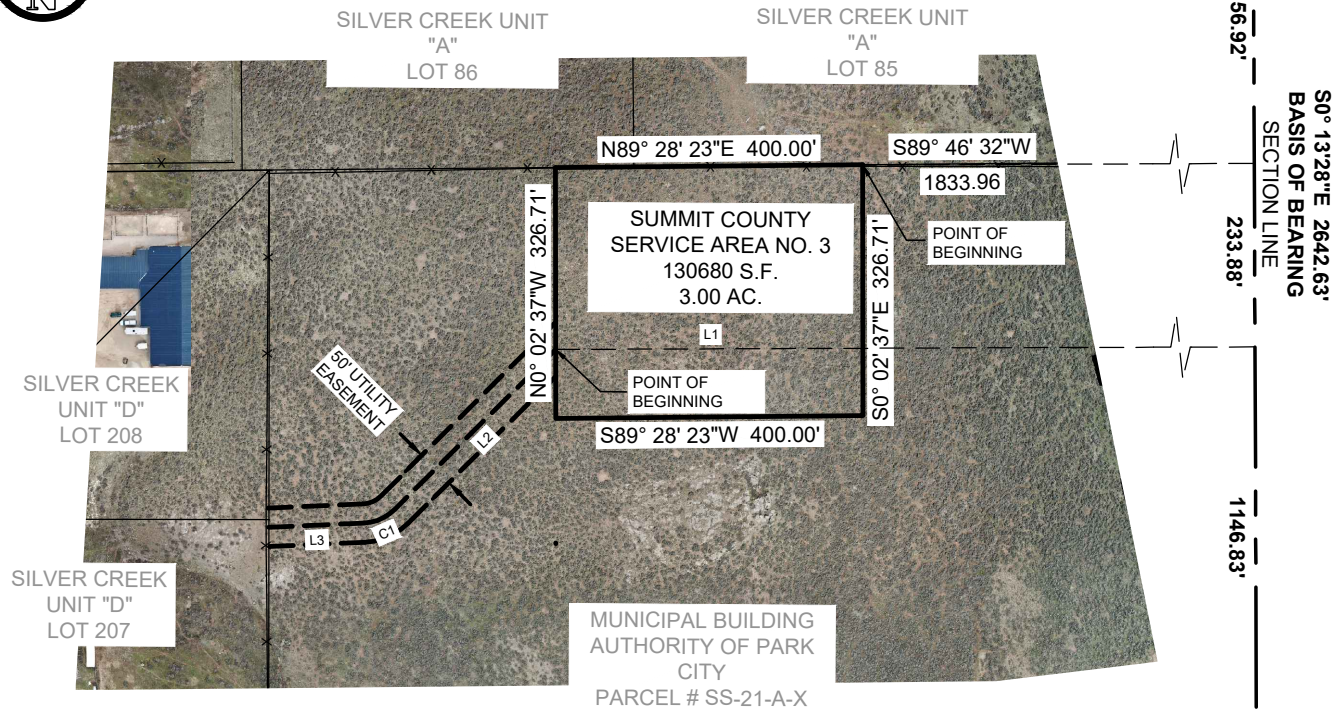 N
SILVER CREEK UNIT
"A"
LOT 86
SILVER CREEK UNIT
"A"
LOT 85
N89° 28' 23"E 400.00'
S89° 46' 32"W
1833.96
SUMMIT COUNTY
SERVICE AREA NO. 3
130680 S.F.
3.00 AC.
POINT OF
BEGINNING
N0° 02' 37"W 326.71'
S0° 02' 37"E 326.71'
L1
POINT OF
BEGINNING
S89° 28' 23"W 400.00'
50' UTILITY
EASEMENT
L2
C1
L3
SILVER CREEK
UNIT "D"
LOT 208
SILVER CREEK
UNIT "D"
LOT 207
MUNICIPAL BUILDING
AUTHORITY OF PARK
CITY
PARCEL # SS-21-A-X
56.92'
S0° 13'28"E 2642.63'
BASIS OF BEARING
SECTION LINE
233.88'
1146.83'